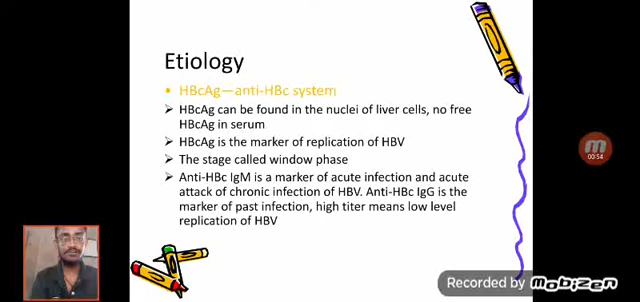 Etiology
• HBcAg—anti-HBc system
➢ HBcAg can be found in the nuclei of liver cells, no free
HBcAg in serum
➢ HBcAg is the marker of replication of HBV
➢ The stage called window phase
➢ Anti-HBc IgM is a marker of acute infection and acute
attack of chronic infection of HBV. Anti-HBc IgG is the
marker of past infection, high titer means low level
replication of HBV
m
00:54
Recorded by mobizen